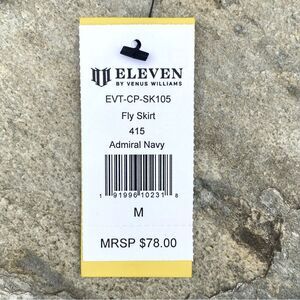 ELEVEN
BY VENUS WILLIAMS
EVT-CP-SK105
Fly Skirt
415
Admiral Navy
1 91996 10231 8
M
MRSP $78.00